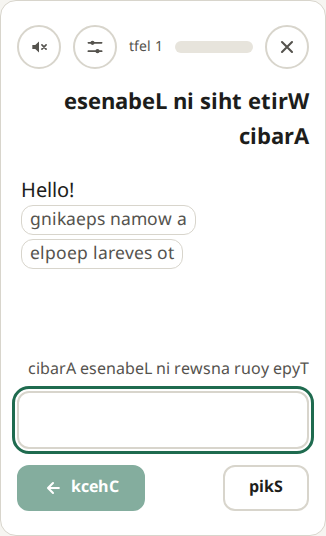 tfel 1
esenabeL ni siht etirW
cibarA
Hello!
gnikaeps namow a
elpoep lareves ot
cibarA esenabeL ni rewsna ruoy epyT
kcehC
pikS